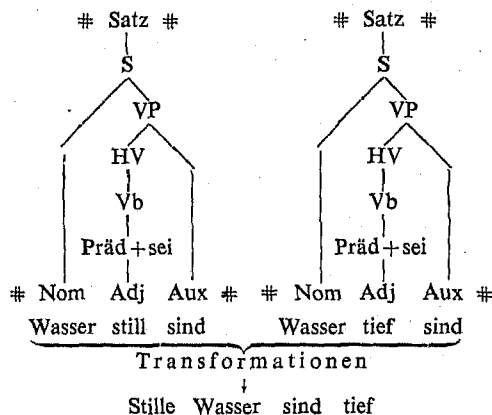 # Satz # # Satz #
S S
VP VP
HV HV
Vb Vb
Präd+sei Präd+sei
# Nom Adj Aux # # Nom Adj Aux #
Wasser still sind Wasser tief sind
Transformationen
Stille Wasser sind tief